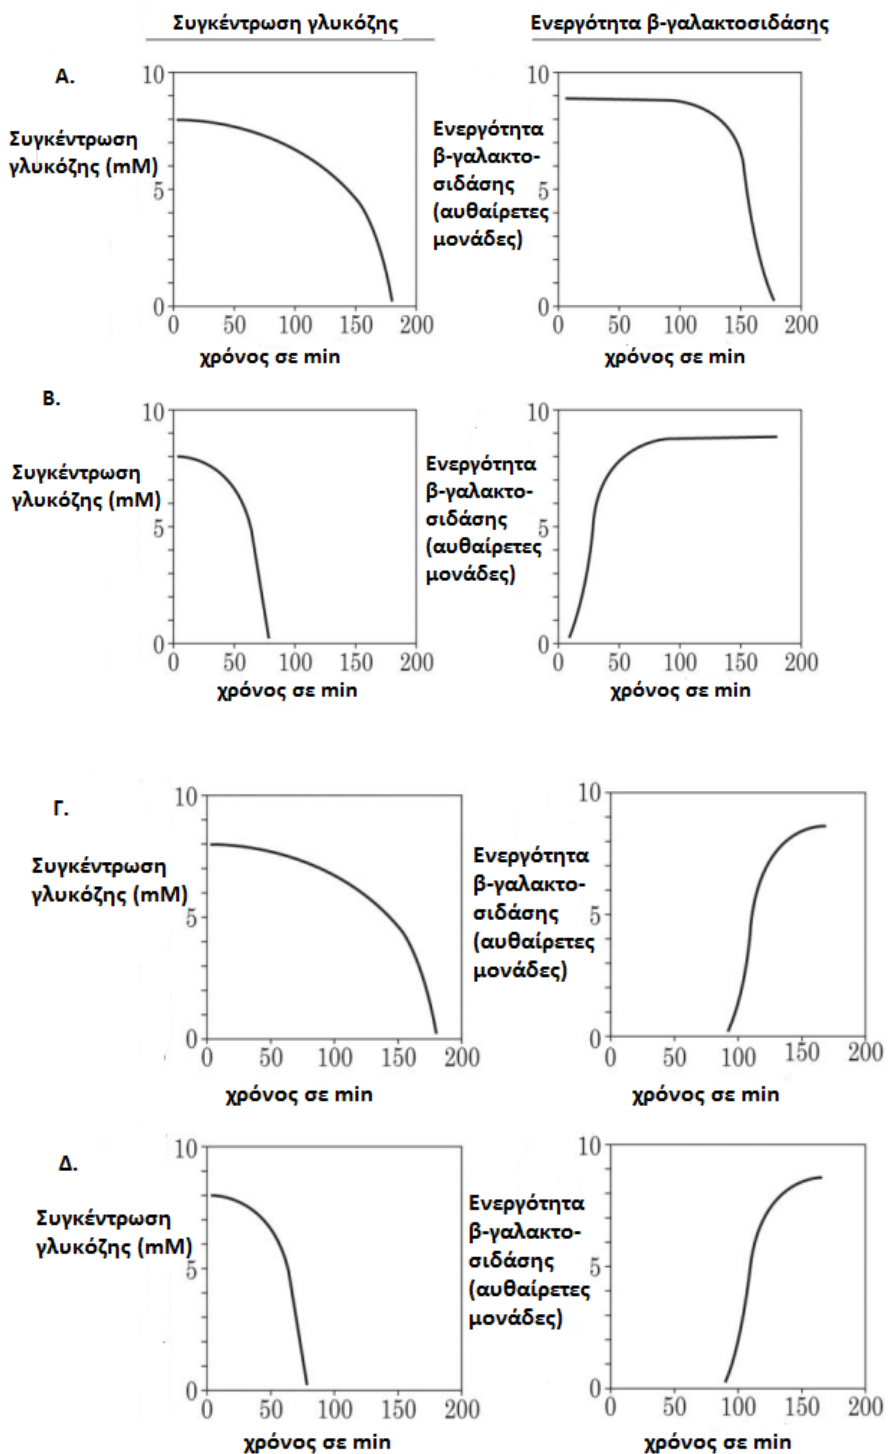 Συγκέντρωση γλυκόζης
Ενεργότητα β-γαλακτοσιδάσης
Α.
Συγκέντρωση
γλυκόζης (mM)
10
5
0
0 50 100 150 200
χρόνος σε min
Ενεργότητα
β-γαλακτο-
σιδάσης
(αυθαίρετες
μονάδες)
10
5
0
0 50 100 150 200
χρόνος σε min
Β.
Συγκέντρωση
γλυκόζης (mM)
10
5
0
0 50 100 150 200
χρόνος σε min
Ενεργότητα
β-γαλακτο-
σιδάσης
(αυθαίρετες
μονάδες)
10
5
0
0 50 100 150 200
χρόνος σε min
Γ.
Συγκέντρωση
γλυκόζης (mM)
10
5
0
0 50 100 150 200
χρόνος σε min
Ενεργότητα
β-γαλακτο-
σιδάσης
(αυθαίρετες
μονάδες)
10
5
0
0 50 100 150 200
χρόνος σε min
Δ.
Συγκέντρωση
γλυκόζης (mM)
10
5
0
0 50 100 150 200
χρόνος σε min
Ενεργότητα
β-γαλακτο-
σιδάσης
(αυθαίρετες
μονάδες)
10
5
0
0 50 100 150 200
χρόνος σε min